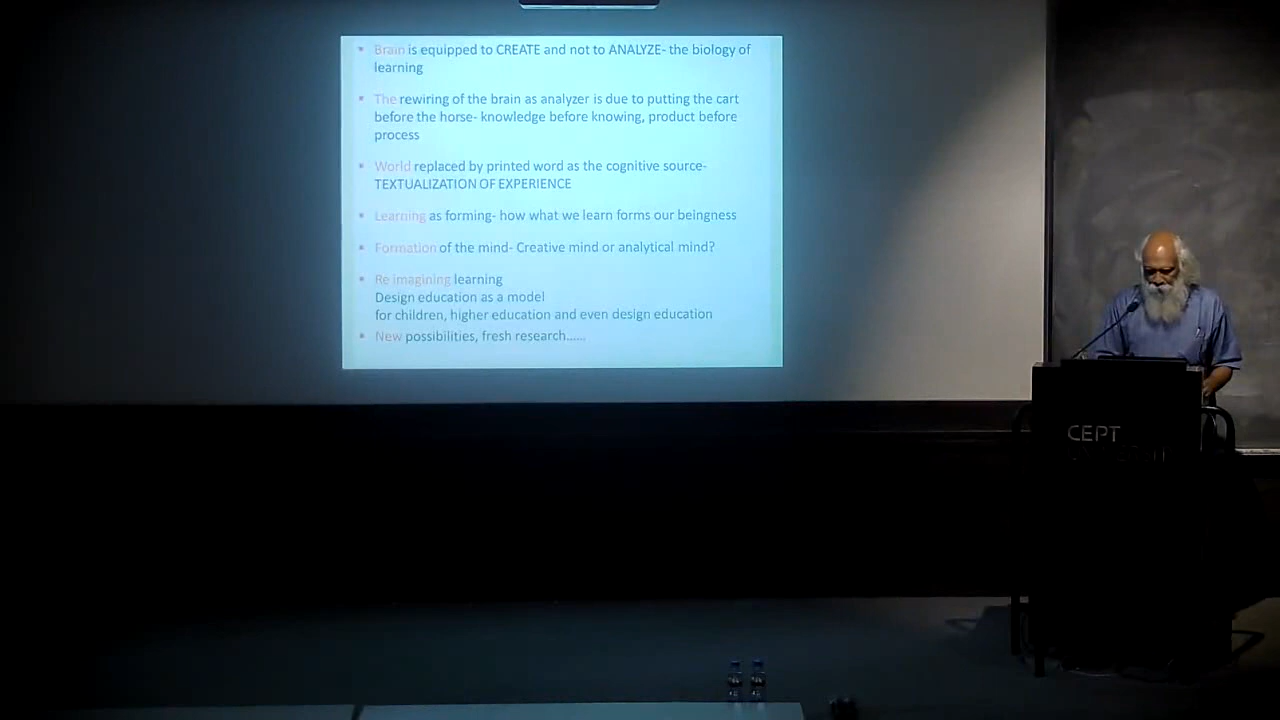 Brain is equipped to CREATE and not to ANALYZE- the biology of
learning
The rewiring of the brain as analyzer is due to putting the cart
before the horse- knowledge before knowing, product before
process
World replaced by printed word as the cognitive source-
TEXTUALIZATION OF EXPERIENCE
Learning as forming- how what we learn forms our beingness
Formation of the mind- Creative mind or analytical mind?
Re imagining learning
Design education as a model
for children, higher education and even design education
New possibilities, fresh research......
CEPT